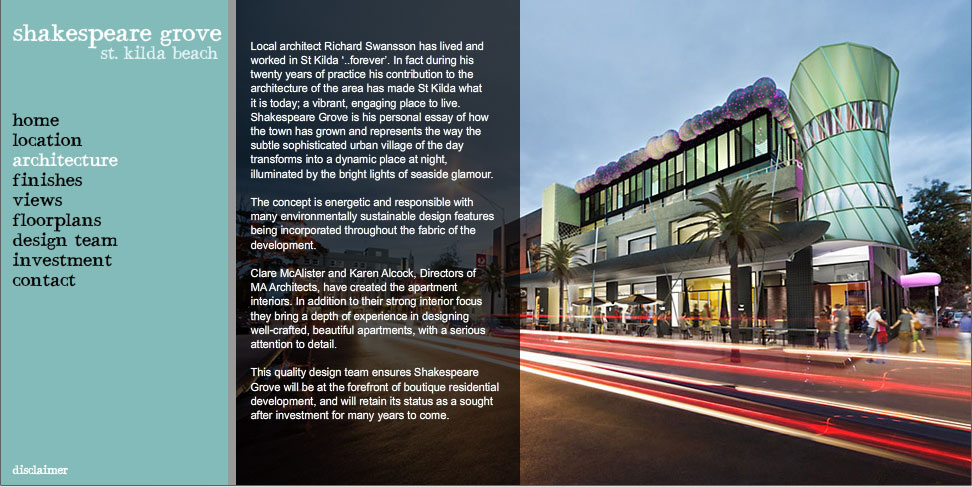 shakespeare grove
st. kilda beach
home
location
architecture
finishes
views
floorplans
design team
investment
contact
disclaimer
Local architect Richard Swansson has lived and
worked in St Kilda ‘..forever’. In fact during his
twenty years of practice his contribution to the
architecture of the area has made St Kilda what
it is today; a vibrant, engaging place to live.
Shakespeare Grove is his personal essay of how
the town has grown and represents the way the
subtle sophisticated urban village of the day
transforms into a dynamic place at night,
illuminated by the bright lights of seaside glamour.
The concept is energetic and responsible with
many environmentally sustainable design features
being incorporated throughout the fabric of the
development.
Clare McAlister and Karen Alcock, Directors of
MA Architects, have created the apartment
interiors. In addition to their strong interior focus
they bring a depth of experience in designing
well-crafted, beautiful apartments, with a serious
attention to detail.
This quality design team ensures Shakespeare
Grove will be at the forefront of boutique residential
development, and will retain its status as a sought
after investment for many years to come.